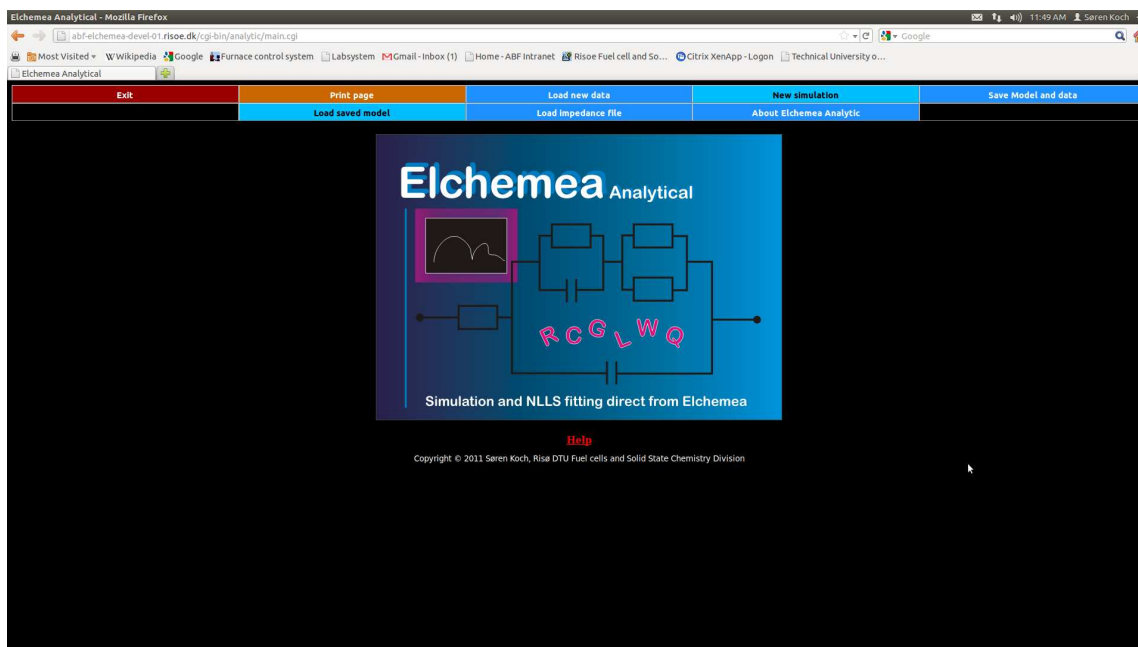 Elchemea Analytical - Mozilla Firefox
11:49 AM Søren Koch
abf-elchemea-devel-01.risoe.dk/cgi-bin/analytic/main.cgi
Google
Most Visited Wikipedia Google Furnace control system Labsystem Gmail - Inbox (1) Home - ABF Intranet Risoe Fuel cell and So... Citrix XenApp - Logon Technical University o...
Elchemea Analytical
Exit Print page Load new data New simulation Save Model and data
Load saved model Load impedance file About Elchemea Analytic
Elchemea Analytical
R C G L W Q
Simulation and NLLS fitting direct from Elchemea
Help
Copyright © 2011 Søren Koch, Risø DTU Fuel cells and Solid State Chemistry Division